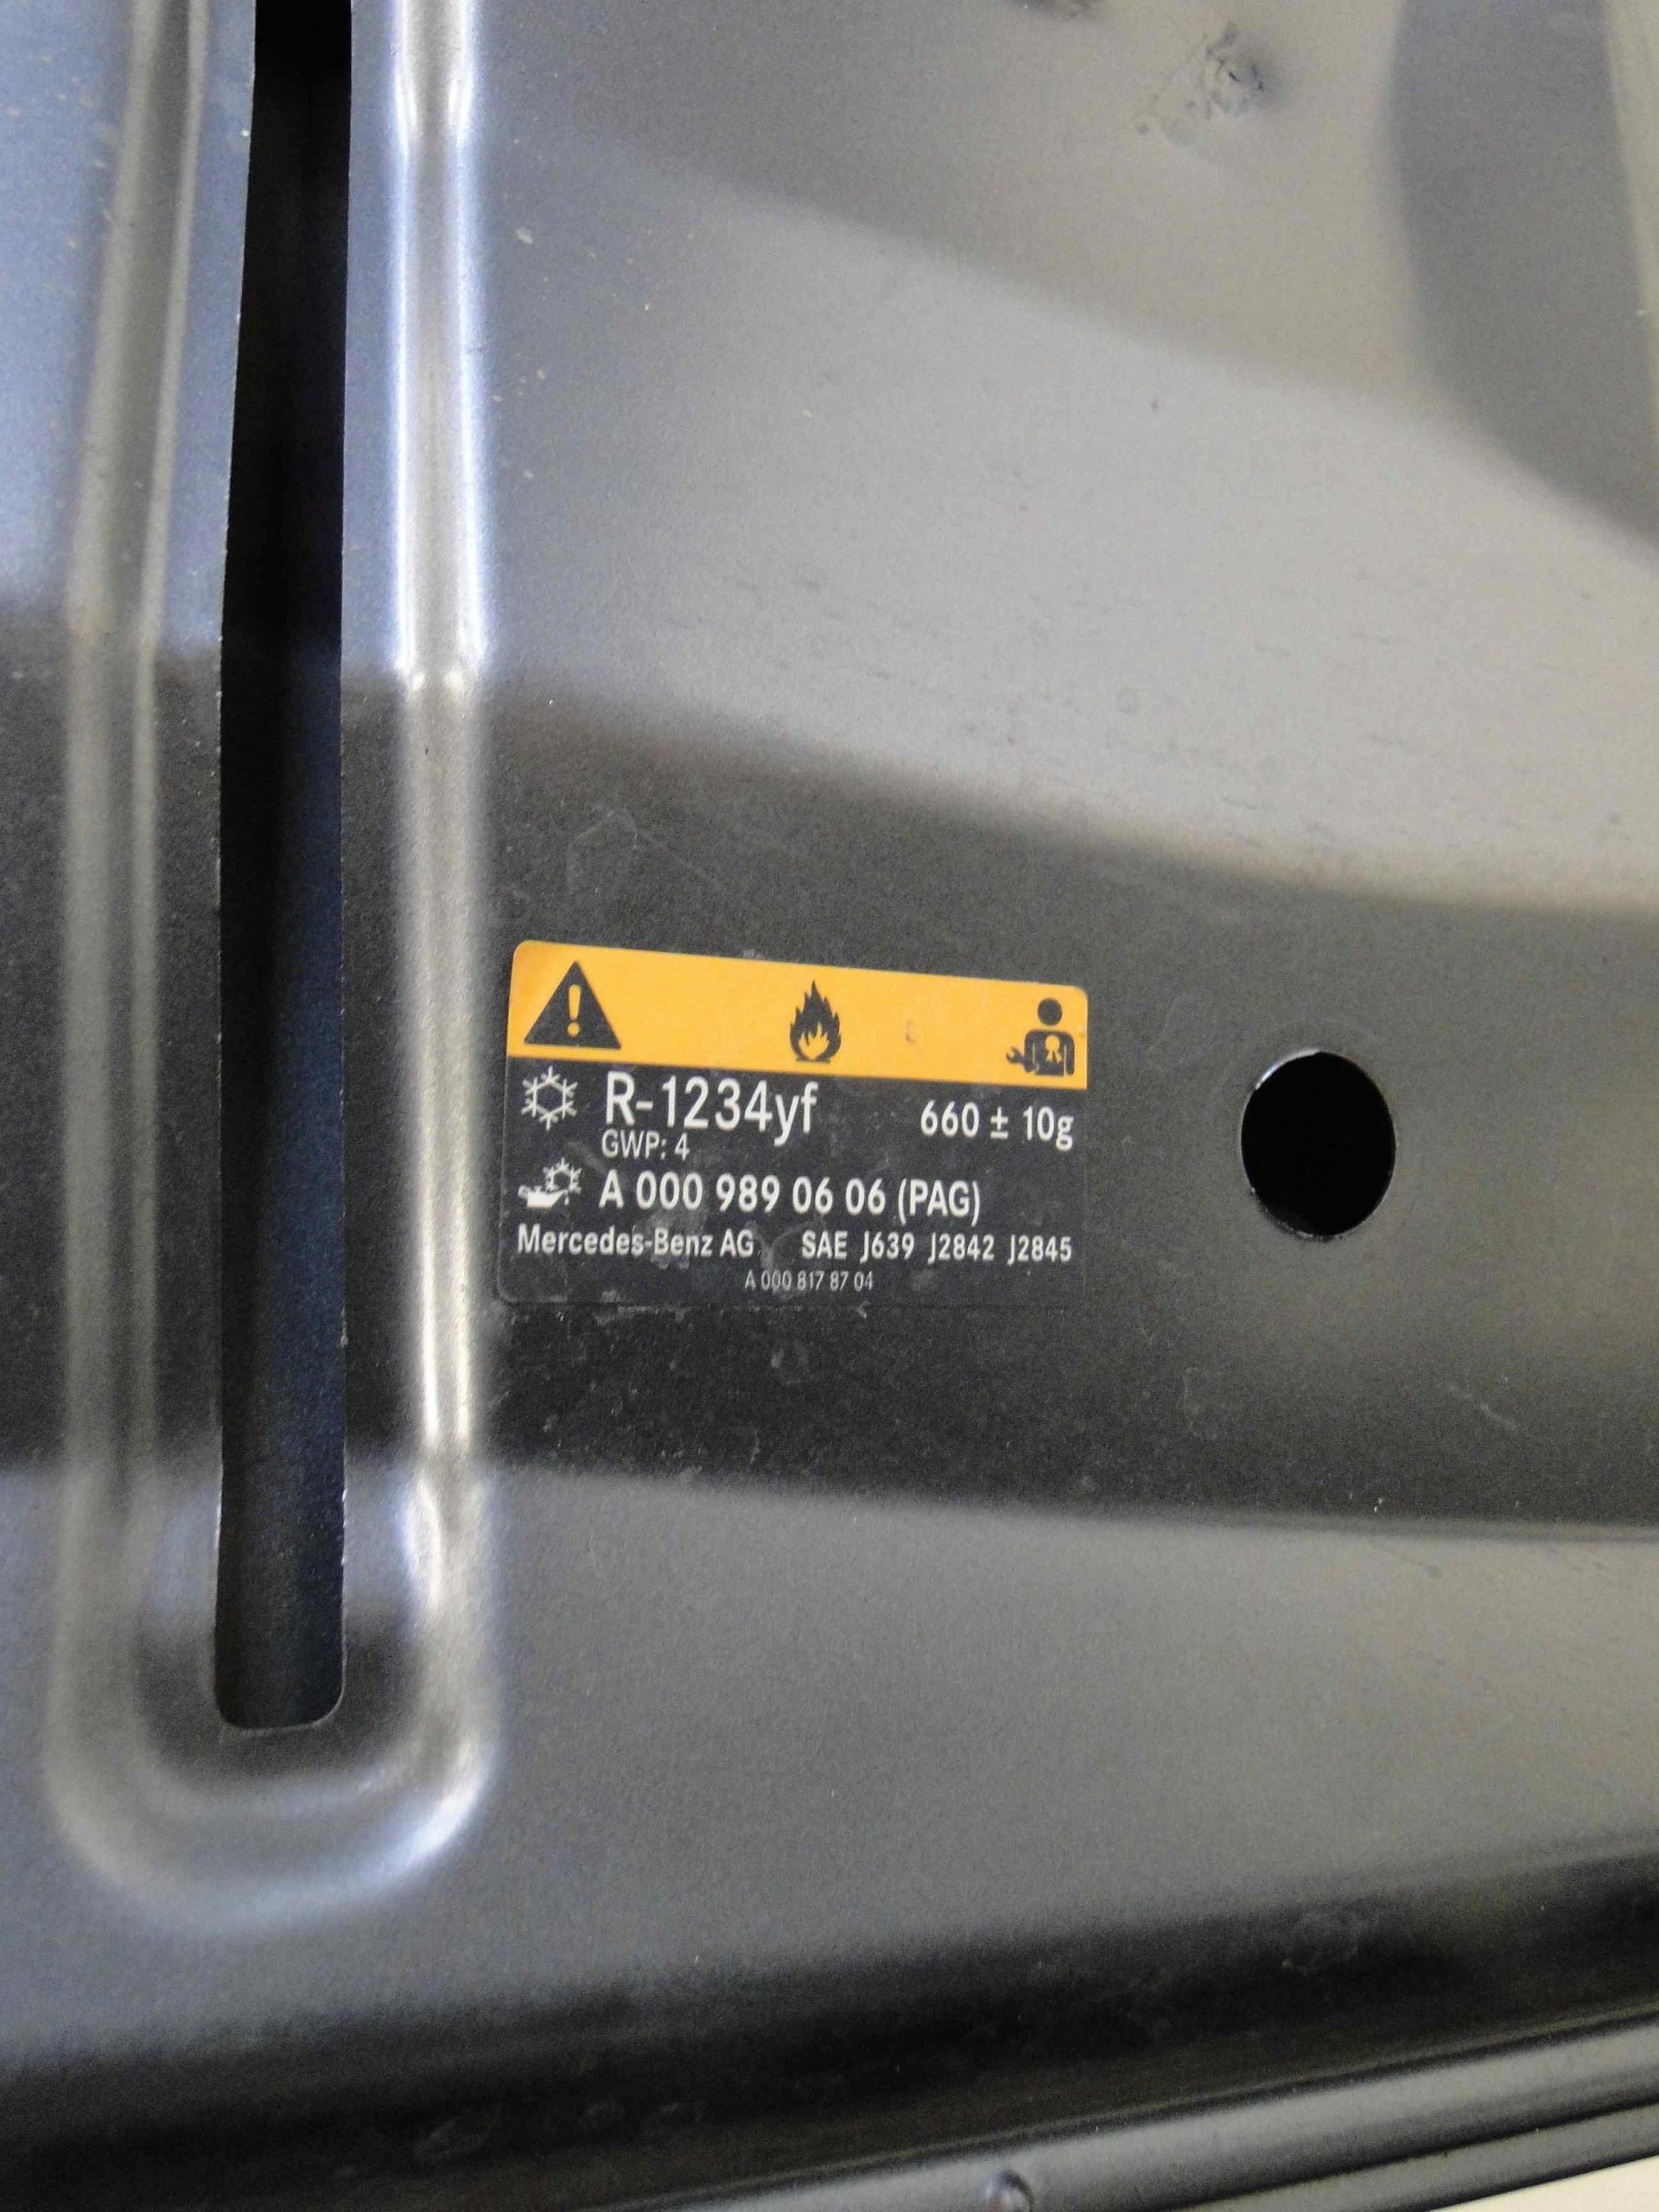 R-1234yf 660 ± 10g
GWP: 4
A 000 989 06 06 (PAG)
Mercedes-Benz AG SAE J639 J2842 J2845
A 000 817 87 04